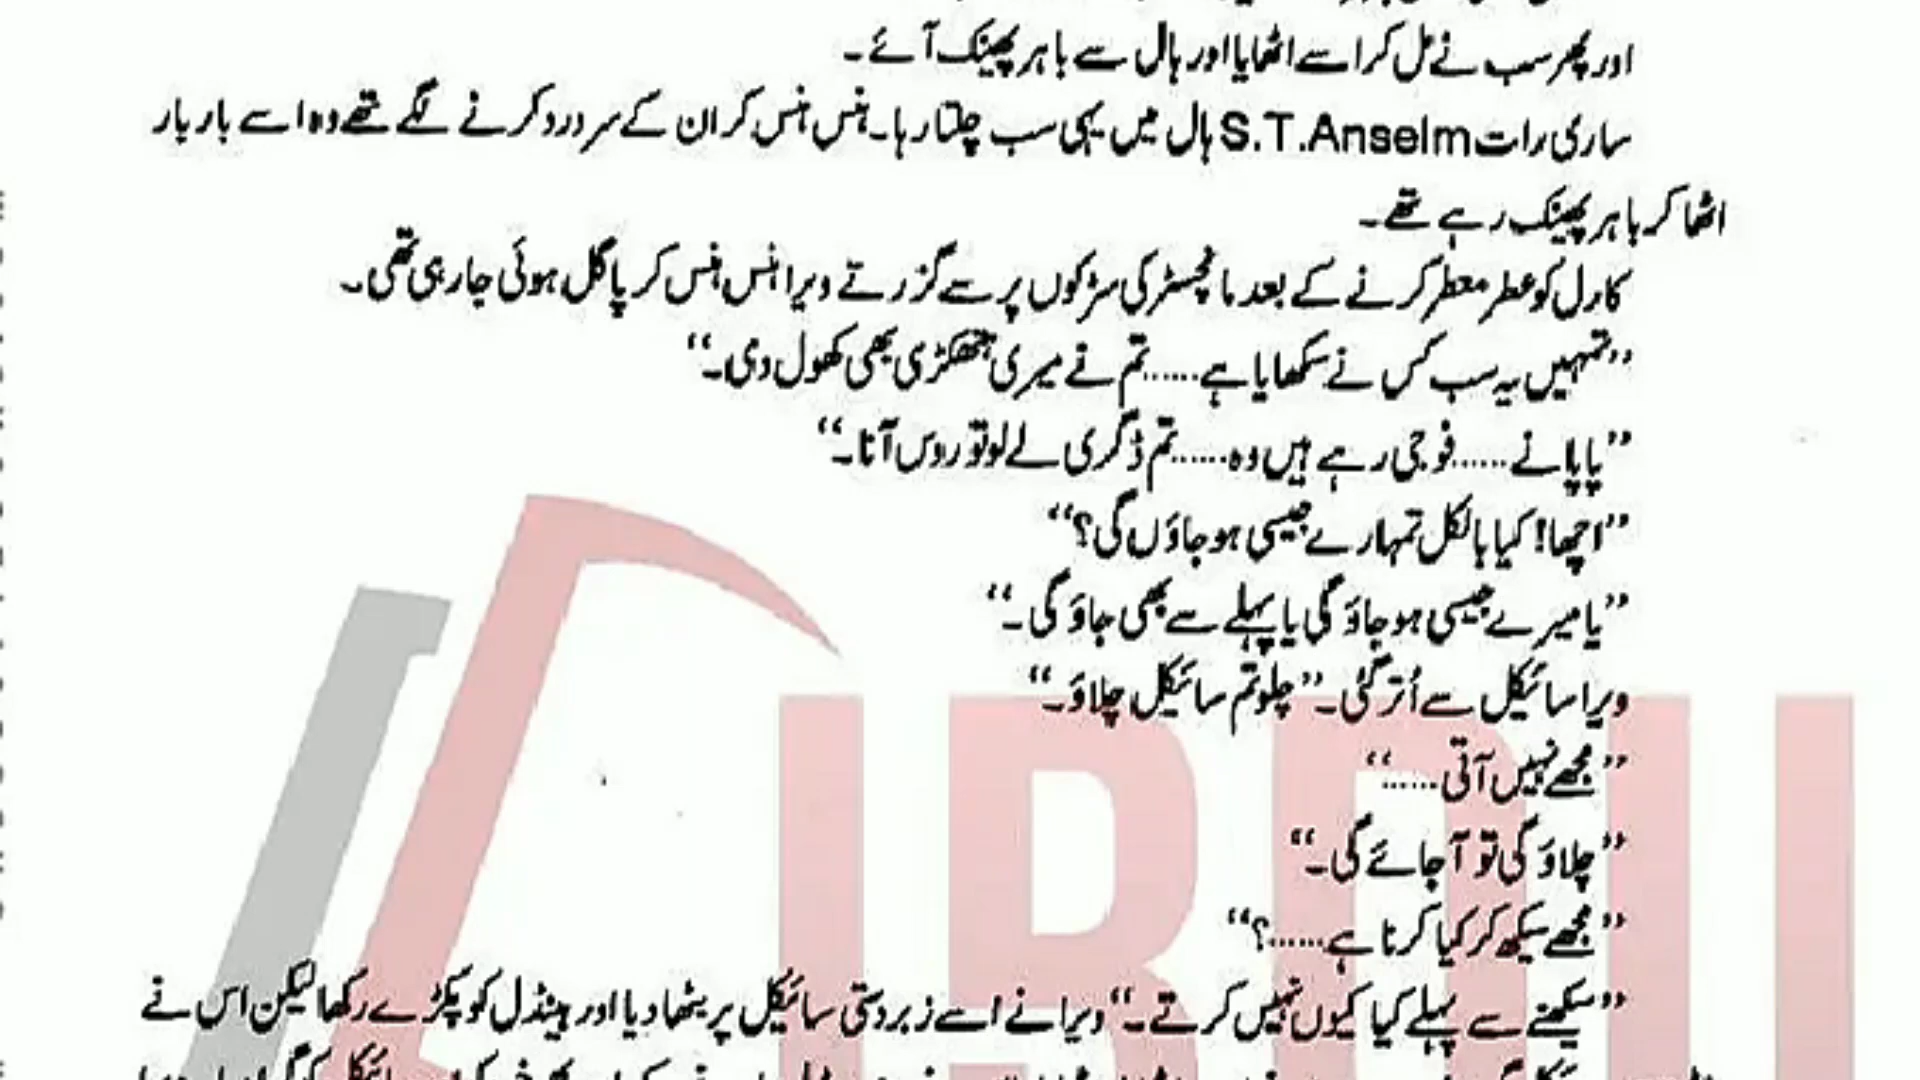 اور پھر سب نے مل کر اسے اٹھایا اور ہال سے باہر پھینک آئے۔
ساری رات S.T.Anselm ہال میں یہی سب چلتا رہا۔ ہنس ہنس کر ان کے سر درد کرنے لگے تھے وہ اسے بار بار
اٹھا کر باہر پھینک رہے تھے۔
کارل کو عطر معطر کرنے کے بعد مانچسٹر کی سڑکوں پر سے گزرتے ویرا ہنس ہنس کر پاگل ہوئی جا رہی تھی۔
”تمہیں یہ سب کس نے سکھایا ہے......تم نے میری ہتھکڑی بھی کھول دی۔“
”پاپا نے......فوجی رہے ہیں وہ......تم ڈگری لے لو تو روس آنا۔“
”اچھا! کیا بالکل تمہارے جیسی ہو جاؤں گی؟“
”یا میرے جیسی ہو جاؤ گی یا پہلے سے بھی جاؤ گی۔“
ویرا سائیکل سے اُتر گئی۔ ”چلو تم سائیکل چلاؤ۔“
”مجھے نہیں آتی......“
”چلاؤ گی تو آ جائے گی۔“
”مجھے سیکھ کر کیا کرنا ہے......؟“
”سیکھنے سے پہلے کیا کیوں نہیں کرتے۔“ ویرا نے اسے زبردستی سائیکل پر بٹھا دیا اور ہینڈل کو پکڑے رکھا لیکن اس نے